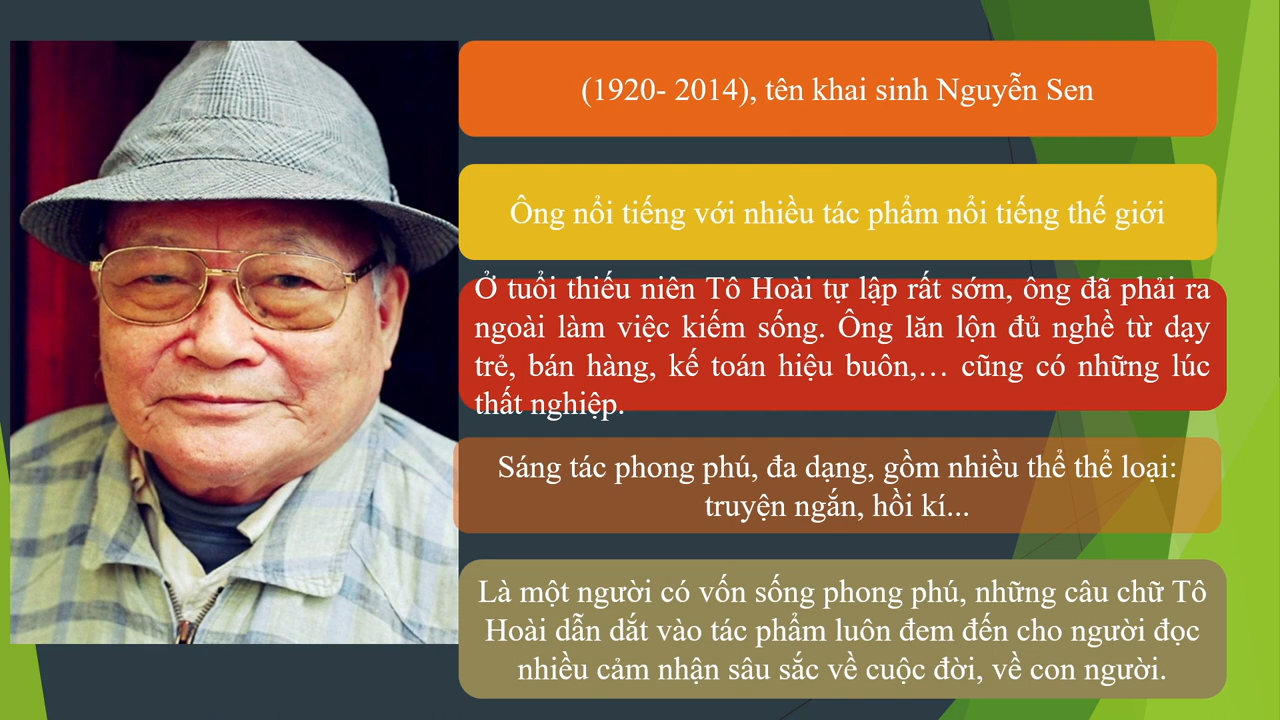 (1920- 2014), tên khai sinh Nguyễn Sen
Ông nổi tiếng với nhiều tác phẩm nổi tiếng thế giới
Ở tuổi thiếu niên Tô Hoài tự lập rất sớm, ông đã phải ra
ngoài làm việc kiếm sống. Ông lăn lộn đủ nghề từ dạy
trẻ, bán hàng, kế toán hiệu buôn,… cũng có những lúc
thất nghiệp.
Sáng tác phong phú, đa dạng, gồm nhiều thể thể loại:
truyện ngắn, hồi kí...
Là một người có vốn sống phong phú, những câu chữ Tô
Hoài dẫn dắt vào tác phẩm luôn đem đến cho người đọc
nhiều cảm nhận sâu sắc về cuộc đời, về con người.